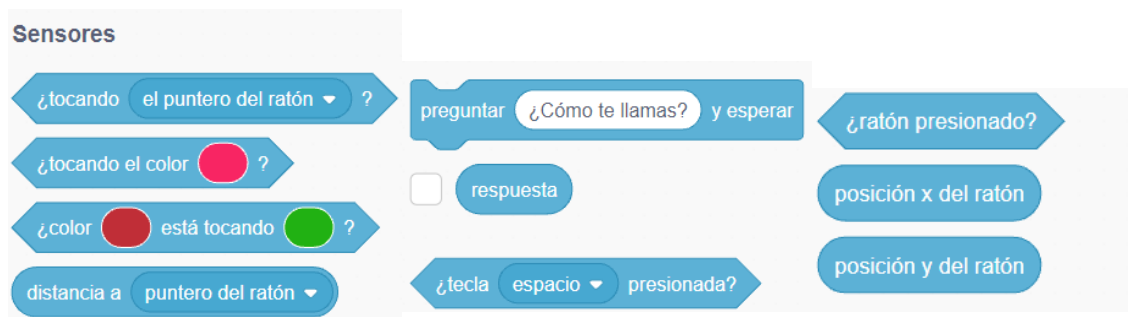 Sensores
¿tocando el puntero del ratón ?
¿tocando el color ?
¿color está tocando ?
distancia a puntero del ratón
preguntar ¿Cómo te llamas? y esperar
respuesta
¿tecla espacio presionada?
¿ratón presionado?
posición x del ratón
posición y del ratón